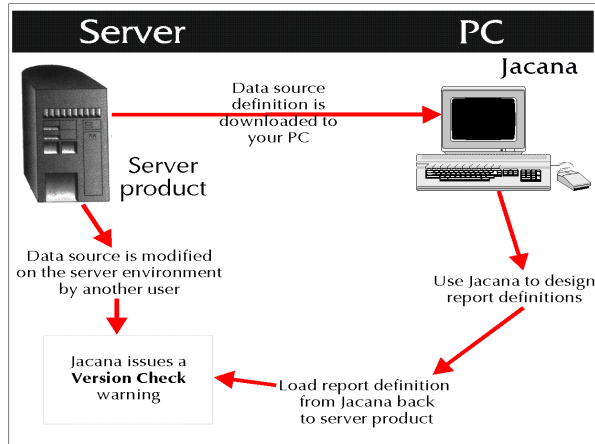 Server
PC
Jacana
Data source
definition is
downloaded to
your PC
Server
product
Data source is modified
on the server environment
by another user
Use Jacana to design
report definitions
Jacana issues a
Version Check
warning
Load report definition
from Jacana back
to server product